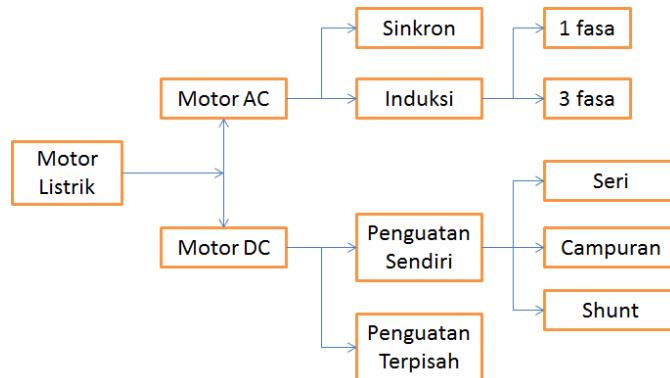 Sinkron
1 fasa
Motor AC
Induksi
3 fasa
Motor
Listrik
Seri
Motor DC
Penguatan
Sendiri
Campuran
Shunt
Penguatan
Terpisah